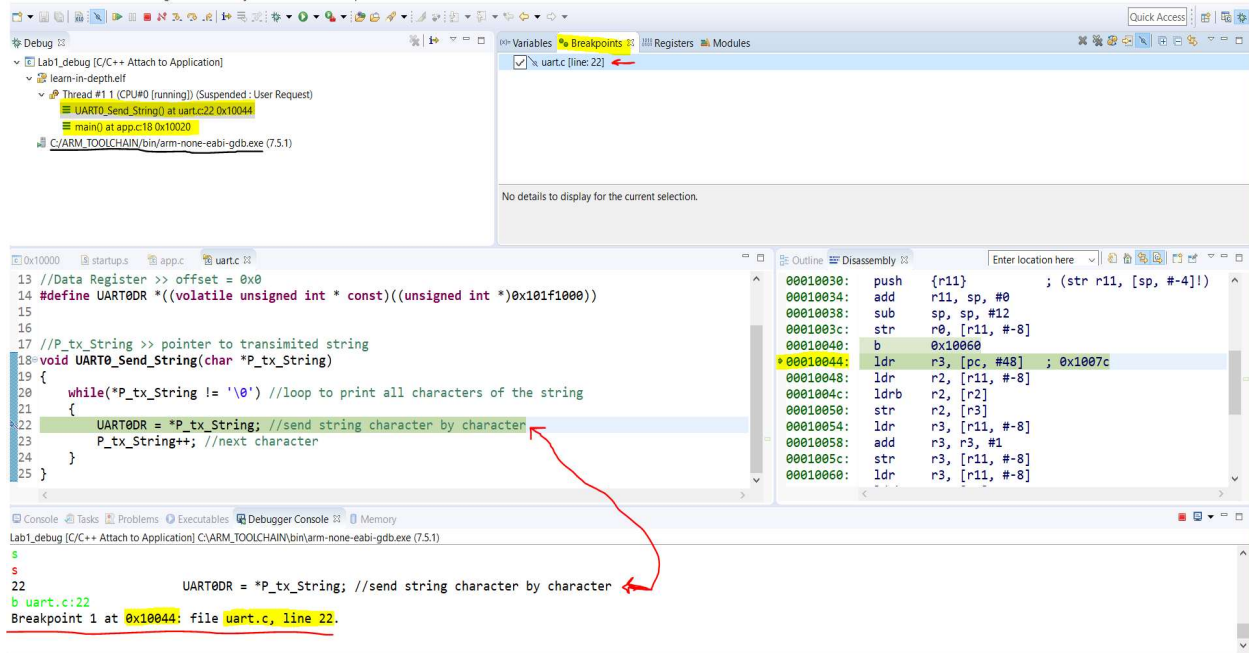 Quick Access
Debug
Lab1_debug [C/C++ Attach to Application]
learn-in-depth.elf
Thread #1 1 (CPU#0 [running]) (Suspended : User Request)
UART0_Send_String() at uart.c:22 0x10044
main() at app.c:18 0x10020
C:/ARM_TOOLCHAIN/bin/arm-none-eabi-gdb.exe (7.5.1)
Variables Breakpoints Registers Modules
uart.c [line: 22]
No details to display for the current selection.
0x10000 startup.s app.c uart.c
13 //Data Register >> offset = 0x0
14 #define UART0DR *((volatile unsigned int * const)((unsigned int *)0x101f1000))
15
16
17 //P_tx_String >> pointer to transimited string
18 void UART0_Send_String(char *P_tx_String)
19 {
20 while(*P_tx_String != '\0') //loop to print all characters of the string
21 {
22 UART0DR = *P_tx_String; //send string character by character
23 P_tx_String++; //next character
24 }
25 }
Outline Disassembly Enter location here
00010030: push {r11} ; (str r11, [sp, #-4]!)
00010034: add r11, sp, #0
00010038: sub sp, sp, #12
0001003c: str r0, [r11, #-8]
00010040: b 0x10060
00010044: ldr r3, [pc, #48] ; 0x1007c
00010048: ldr r2, [r11, #-8]
0001004c: ldrb r2, [r2]
00010050: str r2, [r3]
00010054: ldr r3, [r11, #-8]
00010058: add r3, r3, #1
0001005c: str r3, [r11, #-8]
00010060: ldr r3, [r11, #-8]
Console Tasks Problems Executables Debugger Console Memory
Lab1_debug [C/C++ Attach to Application] C:\ARM_TOOLCHAIN\bin\arm-none-eabi-gdb.exe (7.5.1)
s
s
22 UART0DR = *P_tx_String; //send string character by character
b uart.c:22
Breakpoint 1 at 0x10044: file uart.c, line 22.